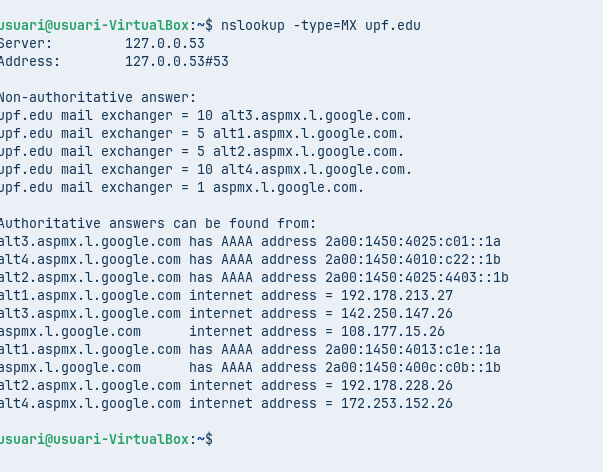 usuari@usuari-VirtualBox:~$ nslookup -type=MX upf.edu
Server:         127.0.0.53
Address:        127.0.0.53#53

Non-authoritative answer:
upf.edu mail exchanger = 10 alt3.aspmx.l.google.com.
upf.edu mail exchanger = 5 alt1.aspmx.l.google.com.
upf.edu mail exchanger = 5 alt2.aspmx.l.google.com.
upf.edu mail exchanger = 10 alt4.aspmx.l.google.com.
upf.edu mail exchanger = 1 aspmx.l.google.com.

Authoritative answers can be found from:
alt3.aspmx.l.google.com has AAAA address 2a00:1450:4025:c01::1a
alt4.aspmx.l.google.com has AAAA address 2a00:1450:4010:c22::1b
alt2.aspmx.l.google.com has AAAA address 2a00:1450:4025:4403::1b
alt1.aspmx.l.google.com internet address = 192.178.213.27
alt3.aspmx.l.google.com internet address = 142.250.147.26
aspmx.l.google.com      internet address = 108.177.15.26
alt1.aspmx.l.google.com has AAAA address 2a00:1450:4013:c1e::1a
aspmx.l.google.com      has AAAA address 2a00:1450:400c:c0b::1b
alt2.aspmx.l.google.com internet address = 192.178.228.26
alt4.aspmx.l.google.com internet address = 172.253.152.26

usuari@usuari-VirtualBox:~$